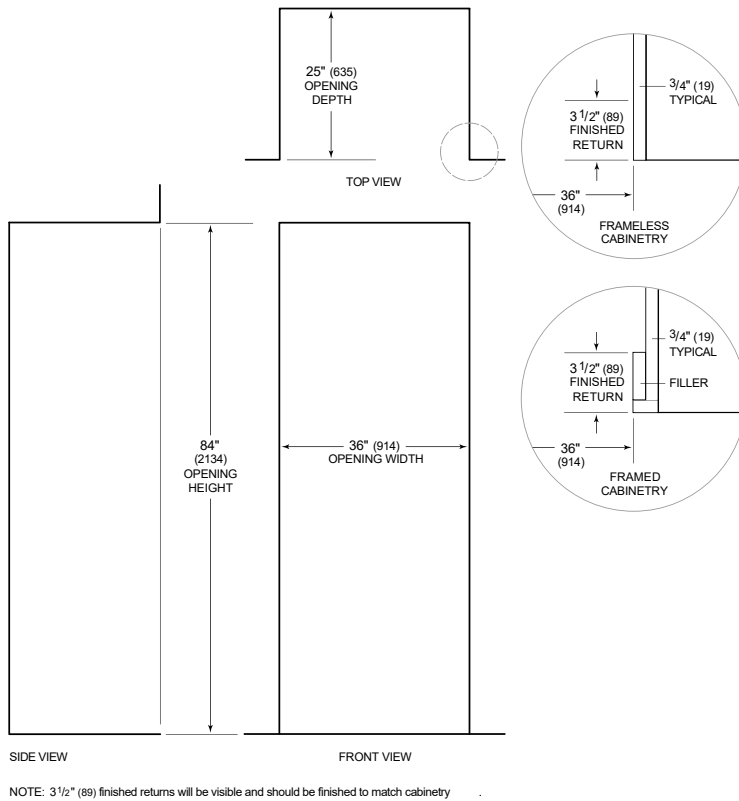 25" (635)
OPENING
DEPTH
TOP VIEW
3/4" (19)
TYPICAL
3 1/2" (89)
FINISHED
RETURN
36"
(914)
FRAMELESS
CABINETRY
3/4" (19)
TYPICAL
3 1/2" (89)
FINISHED
RETURN
FILLER
36"
(914)
FRAMED
CABINETRY
84"
(2134)
OPENING
HEIGHT
36" (914)
OPENING WIDTH
SIDE VIEW
FRONT VIEW
NOTE: 3 1/2" (89) finished returns will be visible and should be finished to match cabinetry .